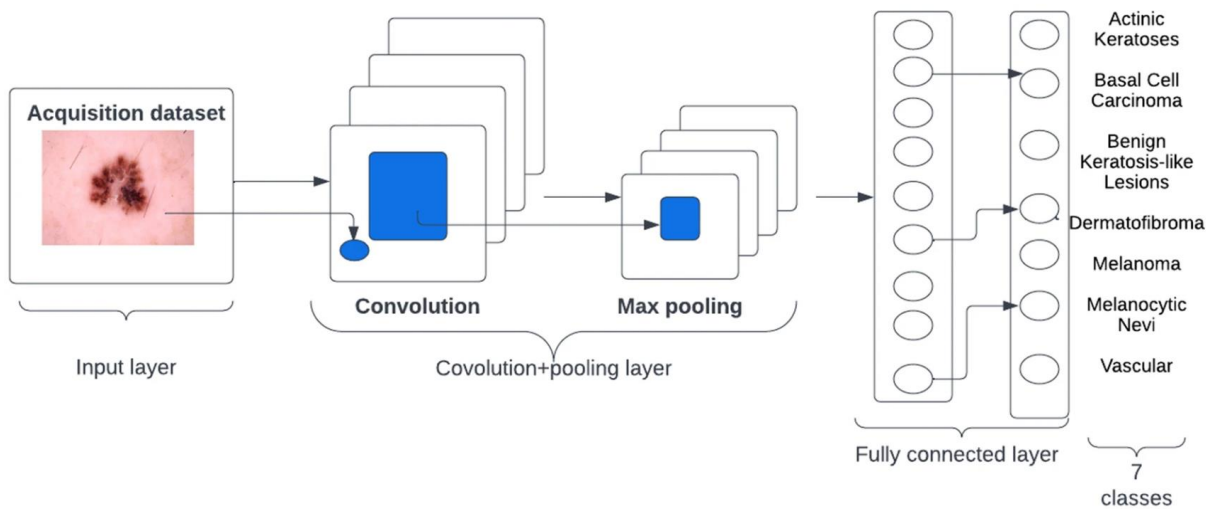 Acquisition dataset
Convolution
Max pooling
Input layer
Covolution+pooling layer
Actinic
Keratoses
Basal Cell
Carcinoma
Benign
Keratosis-like
Lesions
Dermatofibroma
Melanoma
Melanocytic
Nevi
Vascular
Fully connected layer
7
classes